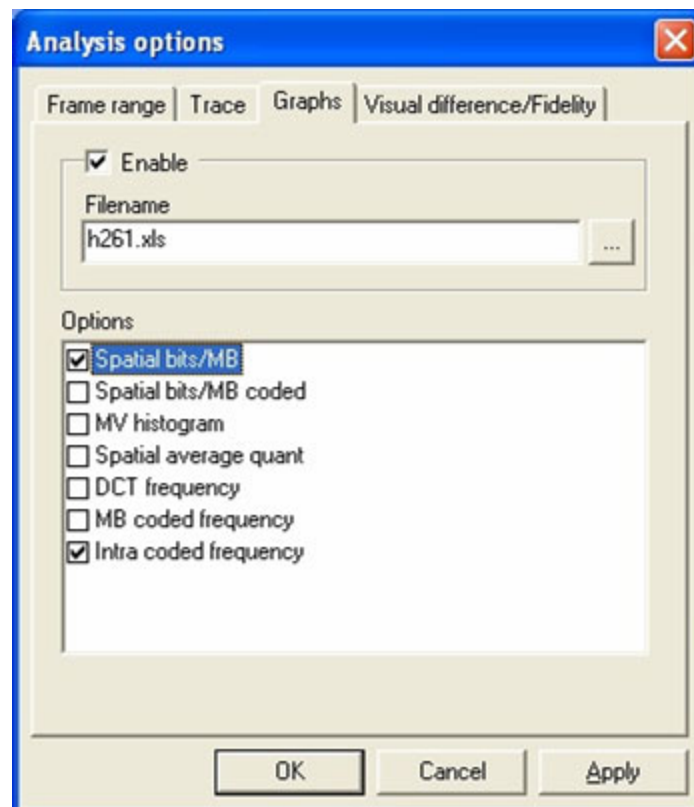 Analysis options
Frame range Trace Graphs Visual difference/Fidelity
Enable
Filename
h261.xls
...
Options
Spatial bits/MB
Spatial bits/MB coded
MV histogram
Spatial average quant
DCT frequency
MB coded frequency
Intra coded frequency
OK Cancel Apply